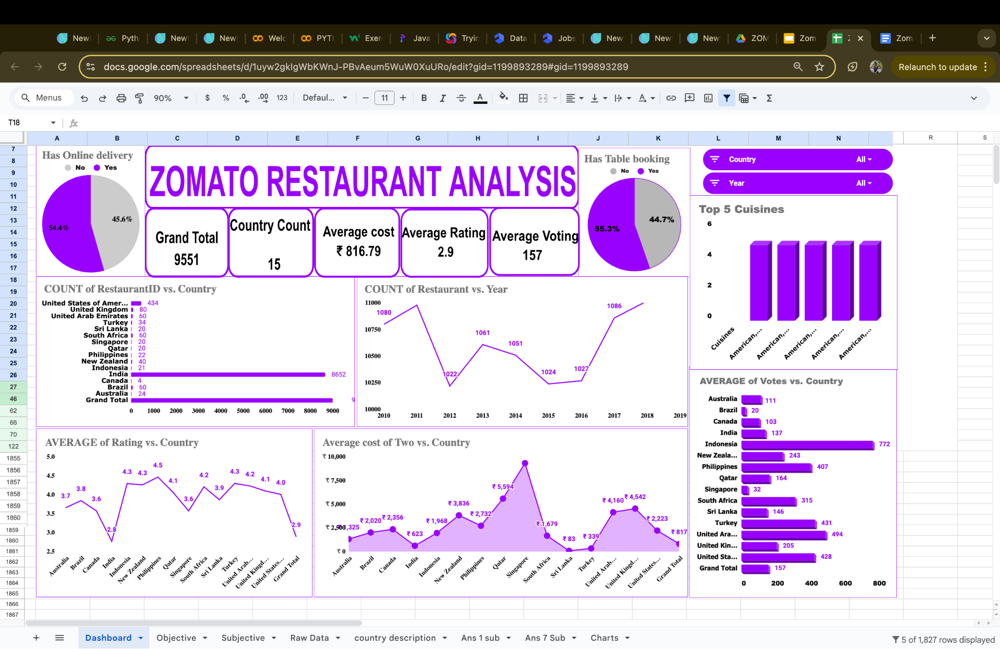 New
Pyth
New
New
Welc
PYTH
Exer
Java
Tryin
Data
Jobs
New
New
New
ZOM
Zom
Zom
docs.google.com/spreadsheets/d/1uyw2gklgWbKWnJ-PBvAeum5WuW0XuURo/edit?gid=1199893289#gid=1199893289
Relaunch to update
Menus 90% $ % .0 .00 123 Defaul... 11 B I A
T18 fx
A B C D E F G H I J K L M N R S
7
8
9
10
11
12
13
14
15
16
17
18
19
20
21
22
23
24
25
26
27
46
62
66
70
122
1855
1856
1857
1858
1859
1860
1859
1860
1861
1862
1863
1864
1865
1866
1867
Has Online delivery
No Yes
45.6%
54.4%
ZOMATO RESTAURANT ANALYSIS
Grand Total
9551
Country Count
15
Average cost
₹ 816.79
Average Rating
2.9
Average Voting
157
Has Table booking
No Yes
44.7%
55.3%
Country All
Year All
Top 5 Cuisines
6
4
2
0
Cuisines
American,...
American,...
American,...
American,...
American,...
COUNT of RestaurantID vs. Country
United States of Amer... 434
United Kingdom 80
United Arab Emirates 60
Turkey 34
Sri Lanka 20
South Africa 60
Singapore 20
Qatar 20
Philippines 22
New Zealand 40
Indonesia 21
India 8652
Canada 4
Brazil 60
Australia 24
Grand Total 9
0 1000 2000 3000 4000 5000 6000 7000 8000 9000
COUNT of Restaurant vs. Year
11000
10750
10500
10250
10000
1080
1022
1061
1051
1024
1027
1086
2010 2011 2012 2013 2014 2015 2016 2017 2018 2019
AVERAGE of Votes vs. Country
Australia 111
Brazil 20
Canada 103
India 137
Indonesia 772
New Zeala... 243
Philippines 407
Qatar 164
Singapore 32
South Africa 315
Sri Lanka 146
Turkey 431
United Ara... 494
United Kin... 205
United Sta... 428
Grand Total 157
0 200 400 600 800
AVERAGE of Rating vs. Country
5.0
4.5
4.0
3.5
3.0
2.5
3.7 3.8 3.6 2.8 4.3 4.3 4.5 4.1 3.6 4.2 3.9 4.3 4.2 4.1 4.0 2.9
Australia
Brazil
Canada
India
Indonesia
New Zealand
Philippines
Qatar
Singapore
South Africa
Sri Lanka
Turkey
United Arab...
United Kingd...
United States...
Grand Total
Average cost of Two vs. Country
₹ 10,000
₹ 7,500
₹ 5,000
₹ 2,500
₹ 0
₹ 2,020 ₹ 2,356 ₹ 623 ₹ 1,968 ₹ 3,836 ₹ 2,732 ₹ 5,594 ₹ 1,679 ₹ 83 ₹ 339 ₹ 4,160 ₹ 4,542 ₹ 2,223 ₹ 817
Australia
Brazil
Canada
India
Indonesia
New Zealand
Philippines
Qatar
Singapore
South Africa
Sri Lanka
Turkey
United Arab...
United Kingd...
United States...
Grand Total
Dashboard Objective Subjective Raw Data country description Ans 1 sub Ans 7 Sub Charts
5 of 1,827 rows displayed